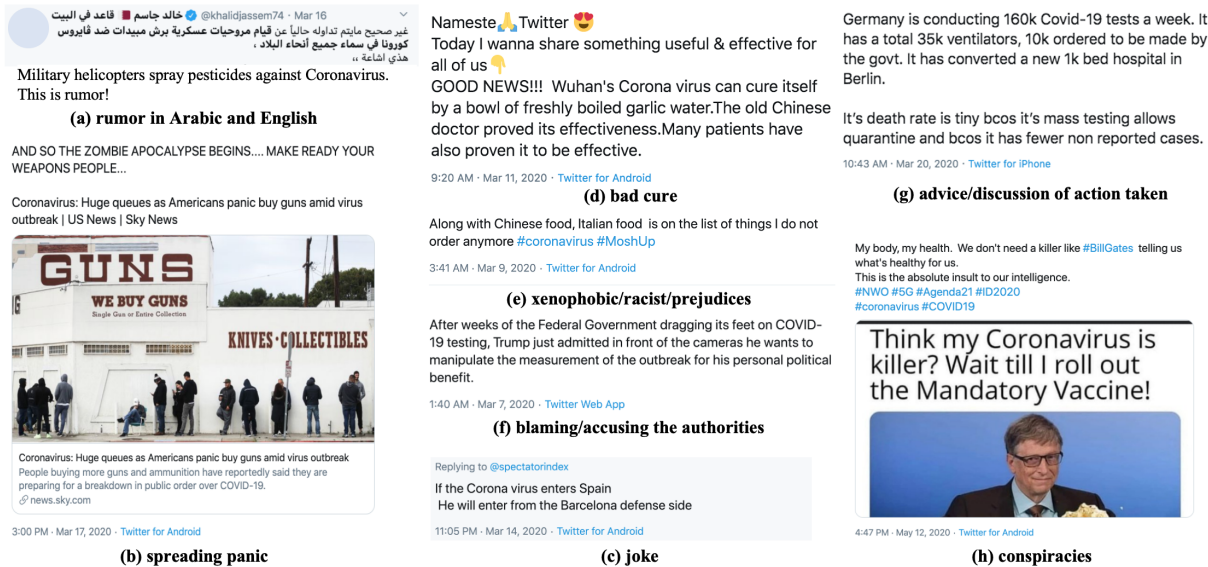 خالد جاسم 🇶🇦 قاعد في البيت @khalidjassem74 · Mar 16
غير صحيح مايتم تداوله حالياً عن قيام مروحيات عسكرية برش مبيدات ضد ڤايروس
كورونا في سماء جميع أنحاء البلاد ،
هذي اشاعة ،،
Military helicopters spray pesticides against Coronavirus.
This is rumor!
(a) rumor in Arabic and English
AND SO THE ZOMBIE APOCALYPSE BEGINS.... MAKE READY YOUR
WEAPONS PEOPLE...
Coronavirus: Huge queues as Americans panic buy guns amid virus
outbreak | US News | Sky News
GUNS
NG
WE BUY GUNS
Single Gun or Entire Collection
KNIVES·COLLECTIBLES
Coronavirus: Huge queues as Americans panic buy guns amid virus outbreak
People buying more guns and ammunition have reportedly said they are
preparing for a breakdown in public order over COVID-19.
news.sky.com
3:00 PM · Mar 17, 2020 · Twitter for Android
(b) spreading panic
Nameste🙏Twitter 😍
Today I wanna share something useful & effective for
all of us👇
GOOD NEWS!!! Wuhan's Corona virus can cure itself
by a bowl of freshly boiled garlic water.The old Chinese
doctor proved its effectiveness.Many patients have
also proven it to be effective.
9:20 AM · Mar 11, 2020 · Twitter for Android
(d) bad cure
Along with Chinese food, Italian food is on the list of things I do not
order anymore #coronavirus #MoshUp
3:41 AM · Mar 9, 2020 · Twitter for Android
(e) xenophobic/racist/prejudices
After weeks of the Federal Government dragging its feet on COVID-
19 testing, Trump just admitted in front of the cameras he wants to
manipulate the measurement of the outbreak for his personal political
benefit.
1:40 AM · Mar 7, 2020 · Twitter Web App
(f) blaming/accusing the authorities
Replying to @spectatorindex
If the Corona virus enters Spain
He will enter from the Barcelona defense side
11:05 PM · Mar 14, 2020 · Twitter for Android
(c) joke
Germany is conducting 160k Covid-19 tests a week. It
has a total 35k ventilators, 10k ordered to be made by
the govt. It has converted a new 1k bed hospital in
Berlin.
It's death rate is tiny bcos it's mass testing allows
quarantine and bcos it has fewer non reported cases.
10:43 AM · Mar 20, 2020 · Twitter for iPhone
(g) advice/discussion of action taken
My body, my health. We don't need a killer like #BillGates telling us
what's healthy for us.
This is the absolute insult to our intelligence.
#NWO #5G #Agenda21 #ID2020
#coronavirus #COVID19
Think my Coronavirus is
killer? Wait till I roll out
the Mandatory Vaccine!
4:47 PM · May 12, 2020 · Twitter for Android
(h) conspiracies